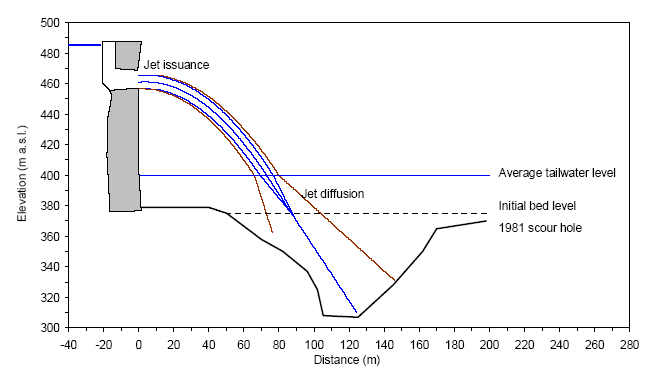 500
480
460
440
420
400
380
360
340
320
300
Elevation (m a.s.l.)
Jet issuance
Average tailwater level
Jet diffusion
Initial bed level
1981 scour hole
-40 -20 0 20 40 60 80 100 120 140 160 180 200 220 240 260 280
Distance (m)